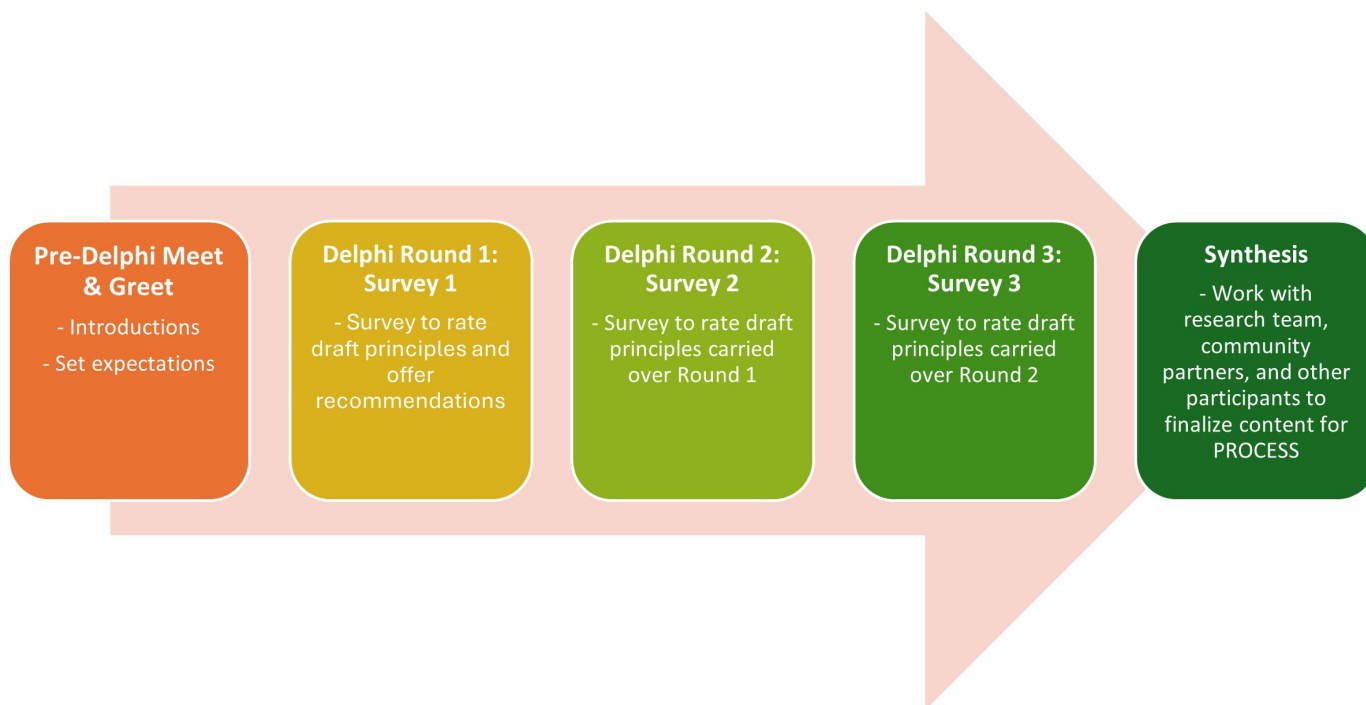 Pre-Delphi Meet
& Greet
- Introductions
- Set expectations
Delphi Round 1:
Survey 1
- Survey to rate
draft principles and
offer
recommendations
Delphi Round 2:
Survey 2
- Survey to rate draft
principles carried
over Round 1
Delphi Round 3:
Survey 3
- Survey to rate draft
principles carried
over Round 2
Synthesis
- Work with
research team,
community
partners, and other
participants to
finalize content for
PROCESS